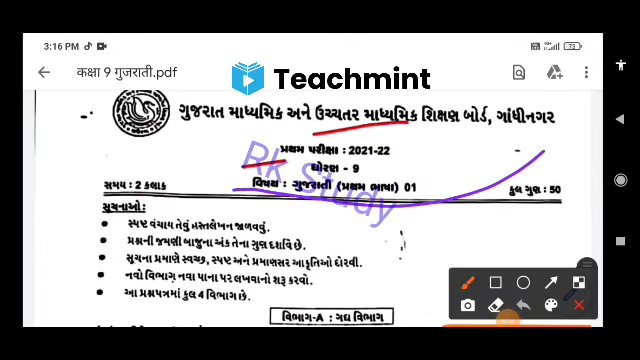 3:16 PM
73
કક્ષા 9 ગુજરાતી.pdf
Teachmint
ગુજરાત માધ્યમિક અને ઉચ્ચતર માધ્યમિક શિક્ષણ બોર્ડ, ગાંધીનગર
પ્રથમ પરીક્ષા : 2021-22
ધોરણ - 9
સમય : 2 કલાક વિષય : ગુજરાતી (પ્રથમ ભાષા) 01 કુલ ગુણ : 50
RK Study
સૂચનાઓ :
સ્પષ્ટ વંચાય તેવું હસ્તલેખન જાળવવું.
પ્રશ્નની જમણી બાજુના અંક તેના ગુણ દર્શાવે છે.
સૂચના પ્રમાણે સ્વચ્છ, સ્પષ્ટ અને પ્રમાણસર આકૃતિઓ દોરવી.
નવો વિભાગ નવા પાના પર લખવાનો શરૂ કરવો.
આ પ્રશ્નપત્રમાં કુલ 4 વિભાગ છે.
વિભાગ-A : ગદ્ય વિભાગ